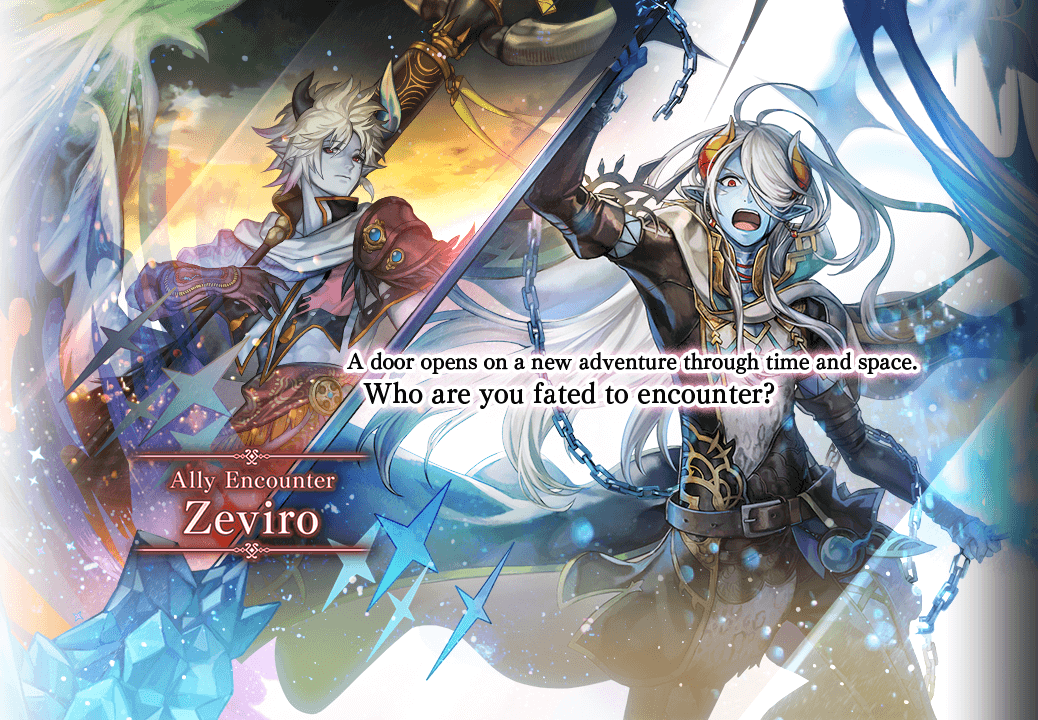 A door opens on a new adventure through time and space.
Who are you fated to encounter?
Ally Encounter
Zeviro